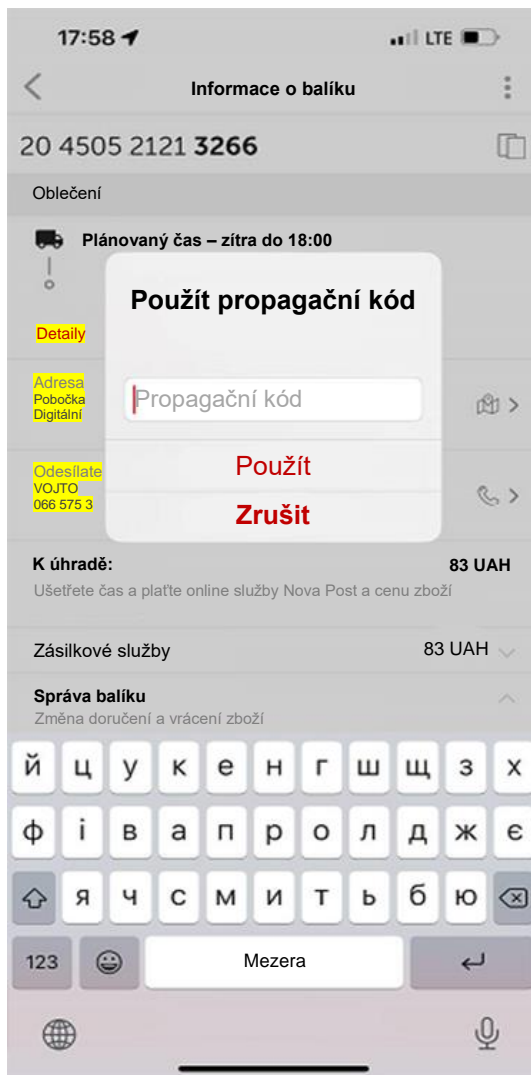 17:58
LTE
Informace o balíku
20 4505 2121 3266
Oblečení
Plánovaný čas – zítra do 18:00
Použít propagační kód
Detaily
Adresa
Pobočka
Digitální
Propagační kód
Odesílate
VOJTO
066 575 3
Použít
Zrušit
K úhradě: 83 UAH
Ušetřete čas a plaťte online služby Nova Post a cenu zboží
Zásilkové služby 83 UAH
Správa balíku
Změna doručení a vrácení zboží
й ц у к е н г ш щ з х
ф і в а п р о л д ж є
я ч с м и т ь б ю
123 Mezera